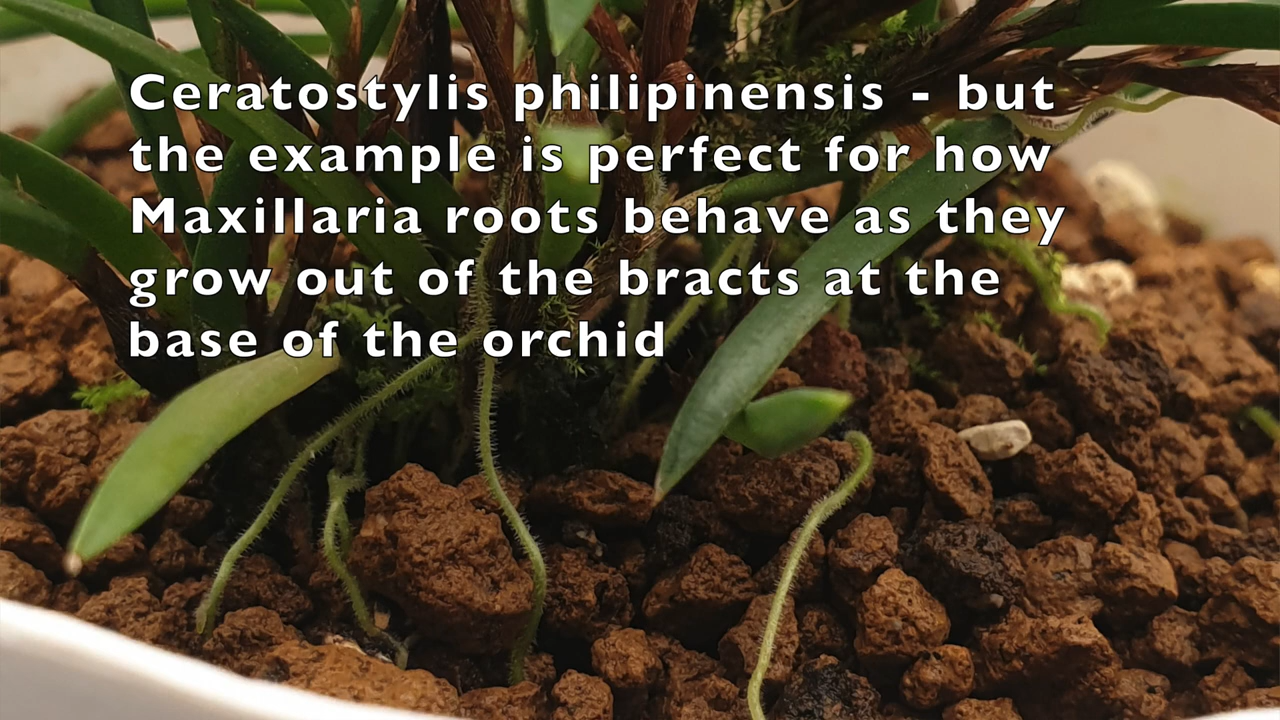 Ceratostylis philipinensis - but
the example is perfect for how
Maxillaria roots behave as they
grow out of the bracts at the
base of the orchid